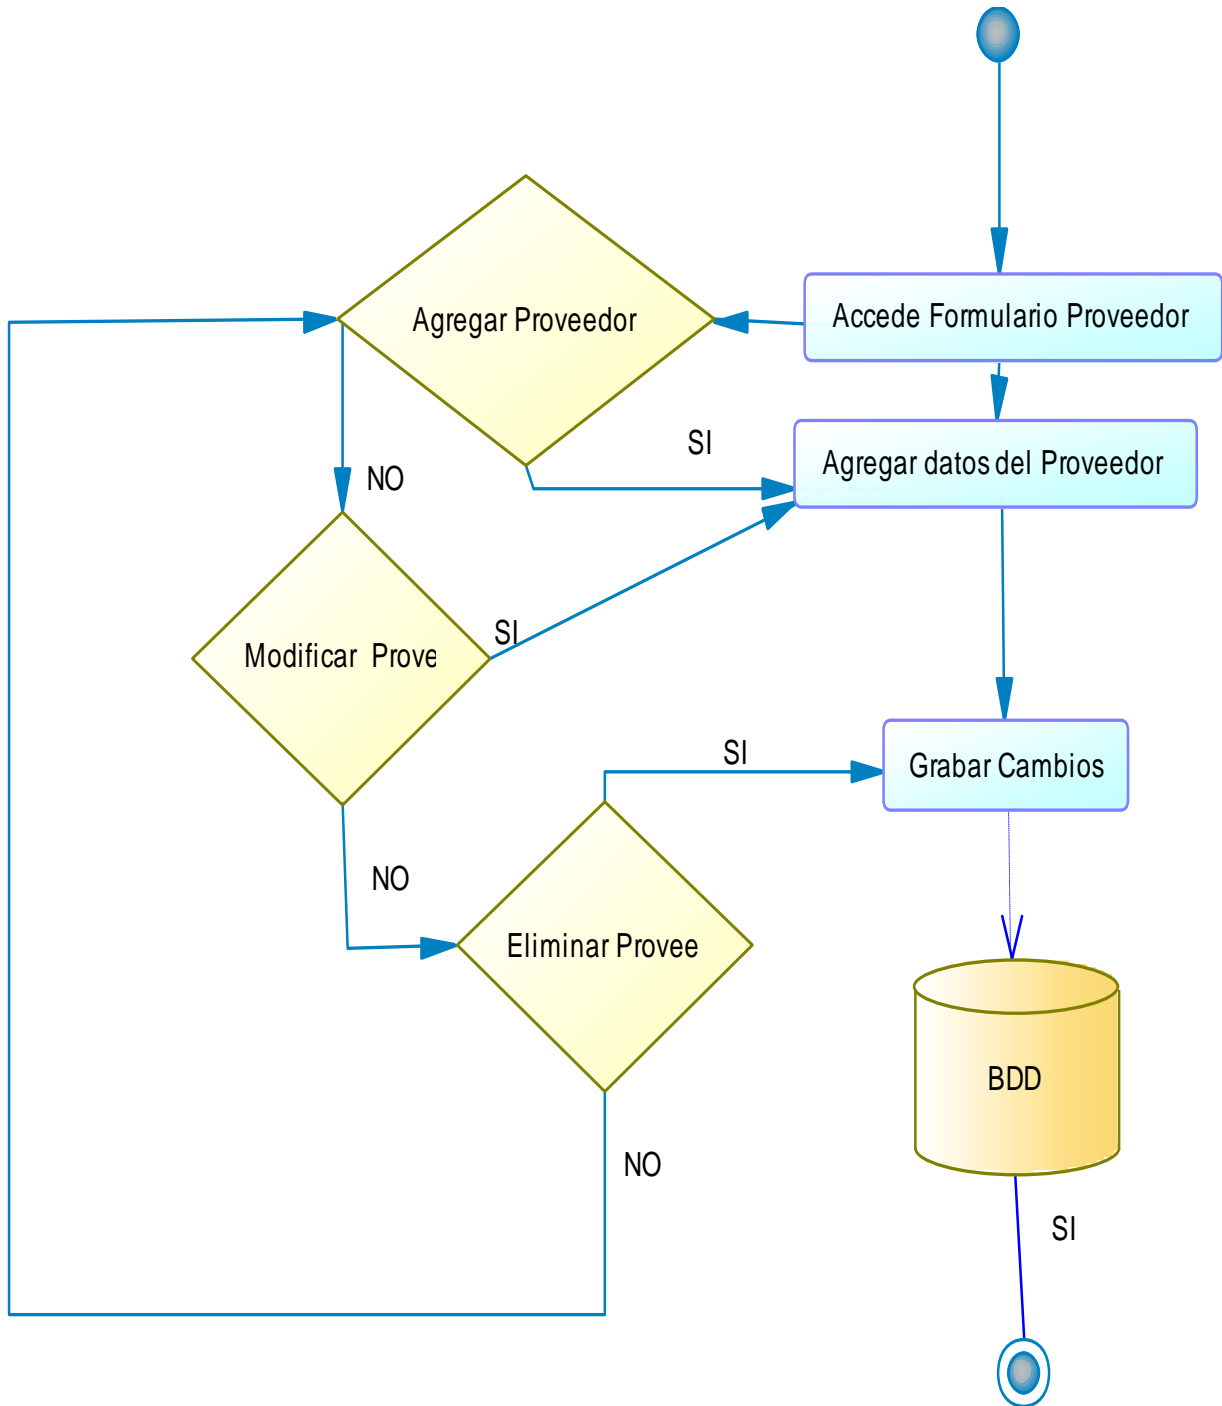 Accede Formulario Proveedor
Agregar Proveedor
SI
Agregar datos del Proveedor
NO
SI
Modificar Prove
SI
Grabar Cambios
NO
Eliminar Provee
BDD
NO
SI